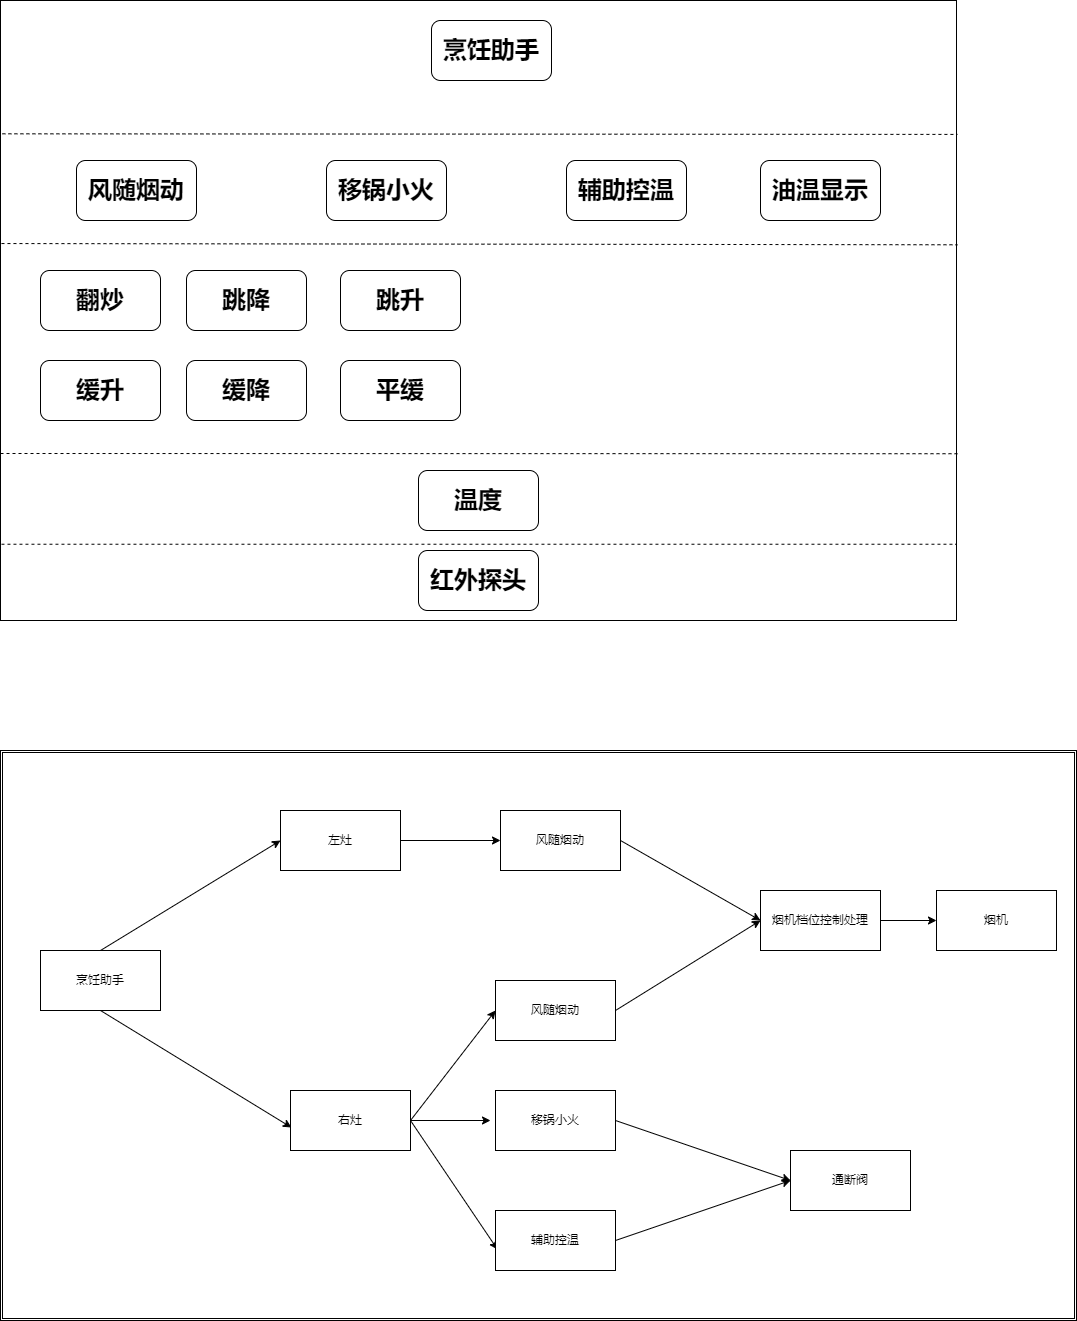 烹饪助手
风随烟动
移锅小火
辅助控温
油温显示
翻炒
跳降
跳升
缓升
缓降
平缓
温度
红外探头
左灶
风随烟动
烟机档位控制处理
烟机
烹饪助手
风随烟动
右灶
移锅小火
通断阀
辅助控温